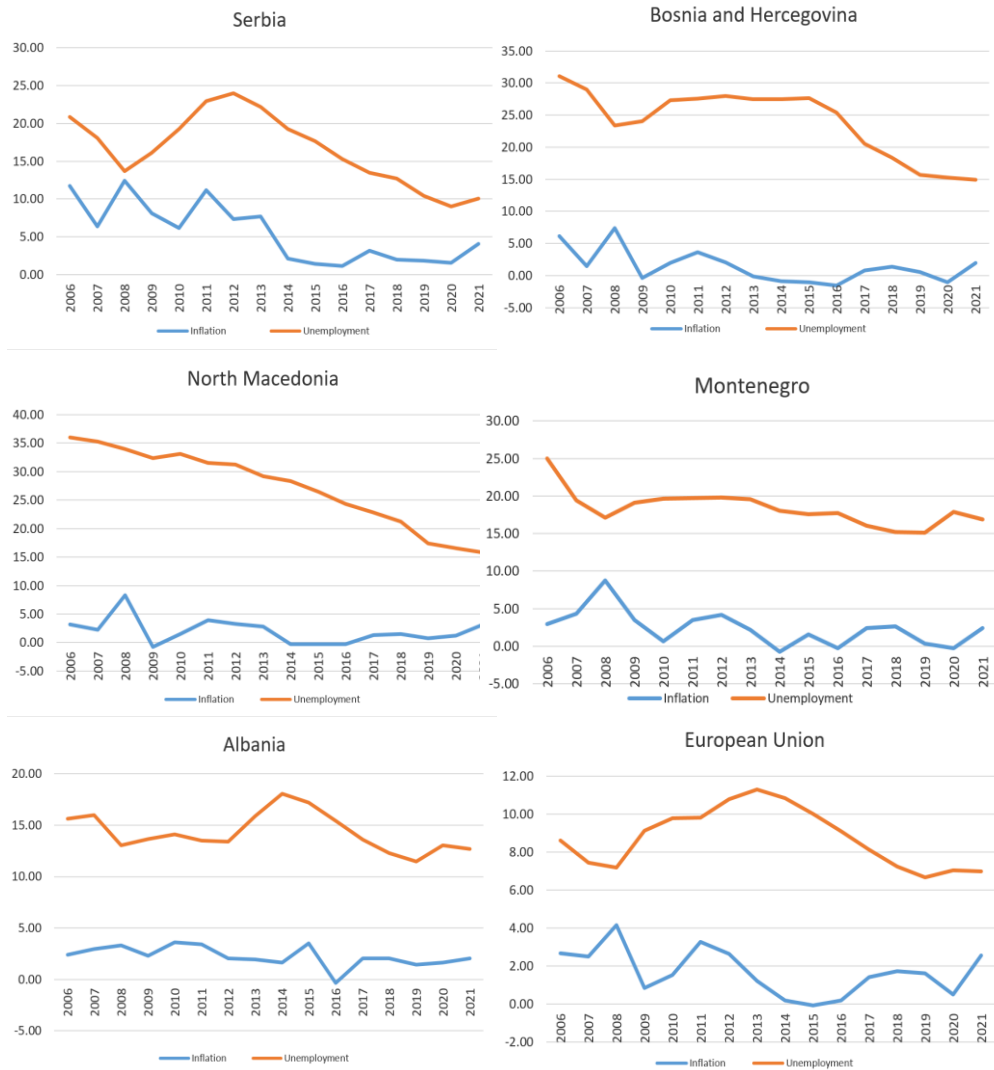 Serbia
30.00
25.00
20.00
15.00
10.00
5.00
0.00
2006 2007 2008 2009 2010 2011 2012 2013 2014 2015 2016 2017 2018 2019 2020 2021
Inflation Unemployment
Bosnia and Hercegovina
35.00
30.00
25.00
20.00
15.00
10.00
5.00
0.00
-5.00
2006 2007 2008 2009 2010 2011 2012 2013 2014 2015 2016 2017 2018 2019 2020 2021
Inflation Unemployment
North Macedonia
40.00
35.00
30.00
25.00
20.00
15.00
10.00
5.00
0.00
-5.00
2006 2007 2008 2009 2010 2011 2012 2013 2014 2015 2016 2017 2018 2019 2020
Inflation Unemployment
Montenegro
30.00
25.00
20.00
15.00
10.00
5.00
0.00
-5.00
2006 2007 2008 2009 2010 2011 2012 2013 2014 2015 2016 2017 2018 2019 2020 2021
Inflation Unemployment
Albania
20.00
15.00
10.00
5.00
0.00
-5.00
2006 2007 2008 2009 2010 2011 2012 2013 2014 2015 2016 2017 2018 2019 2020 2021
Inflation Unemployment
European Union
12.00
10.00
8.00
6.00
4.00
2.00
0.00
-2.00
2006 2007 2008 2009 2010 2011 2012 2013 2014 2015 2016 2017 2018 2019 2020 2021
Inflation Unemployment